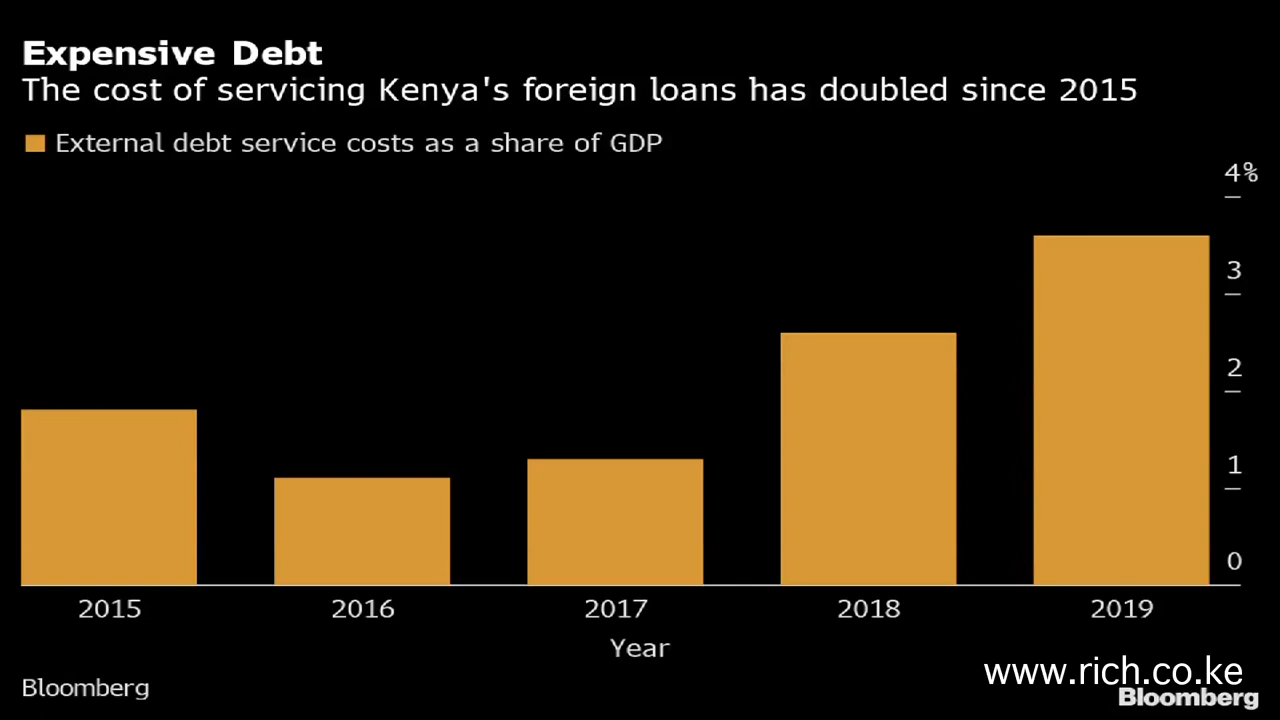 Expensive Debt
The cost of servicing Kenya's foreign loans has doubled since 2015
External debt service costs as a share of GDP
4%
3
2
1
0
2015 2016 2017 2018 2019
Year
www.rich.co.ke
Bloomberg
Bloomberg